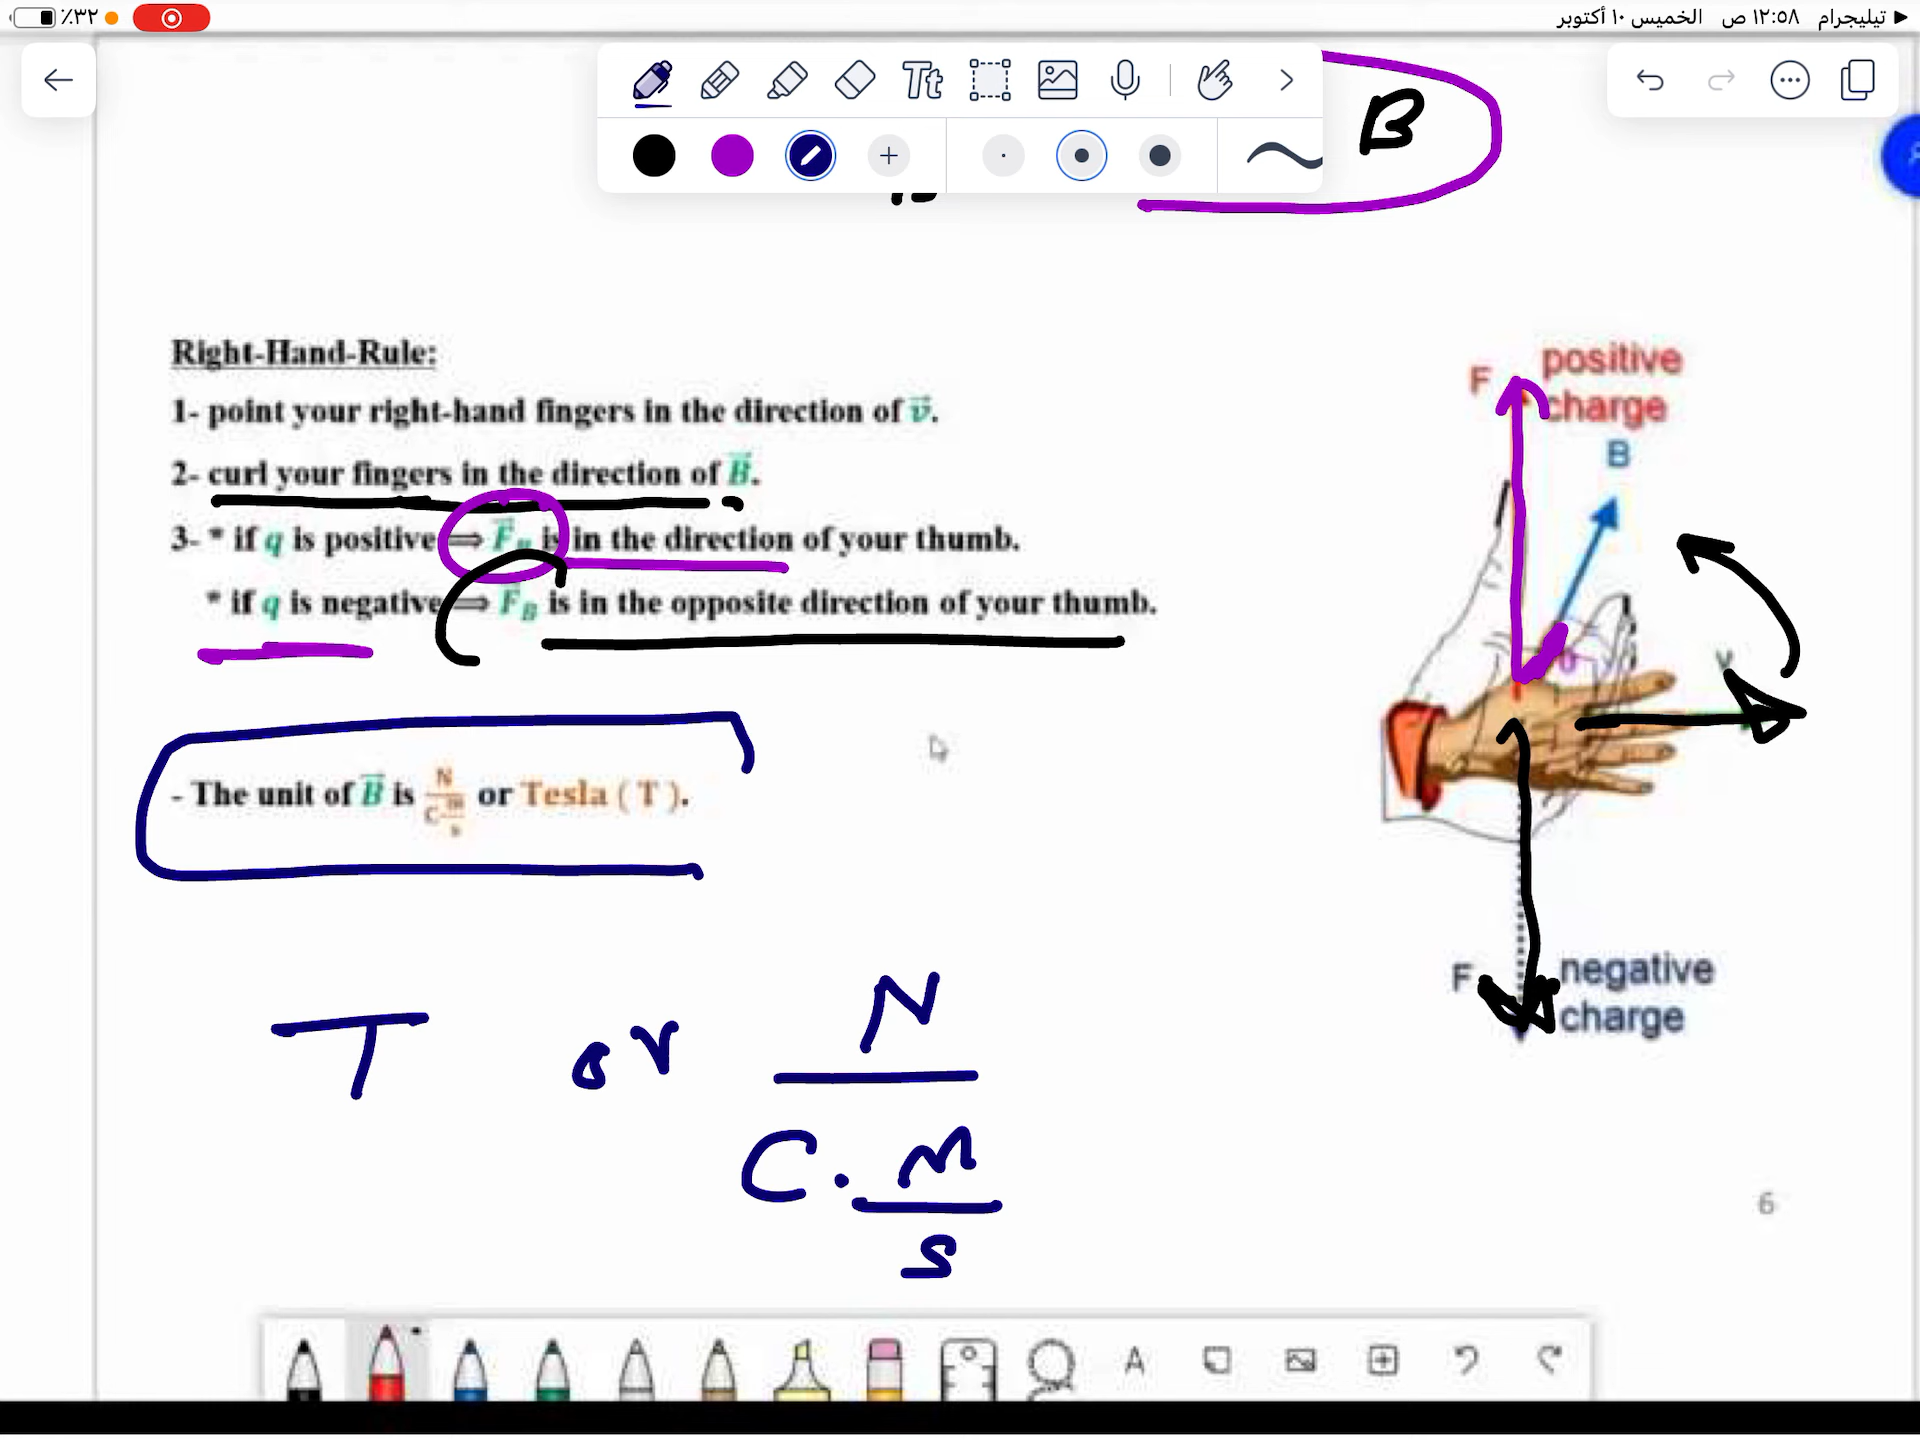 ٪٣٢
تيليجرام ١٢:٥٨ ص الخميس ١٠ أكتوبر
Tt
B
Right-Hand-Rule:
1- point your right-hand fingers in the direction of v⃗.
2- curl your fingers in the direction of B⃗.
3- * if q is positive ⟹ F⃗_B is in the direction of your thumb.
* if q is negative ⟹ F⃗_B is in the opposite direction of your thumb.
- The unit of B⃗ is N/(C·m/s) or Tesla ( T ).
T or N
C. m
s
F positive
charge
B
v
θ
F negative
charge
6
A